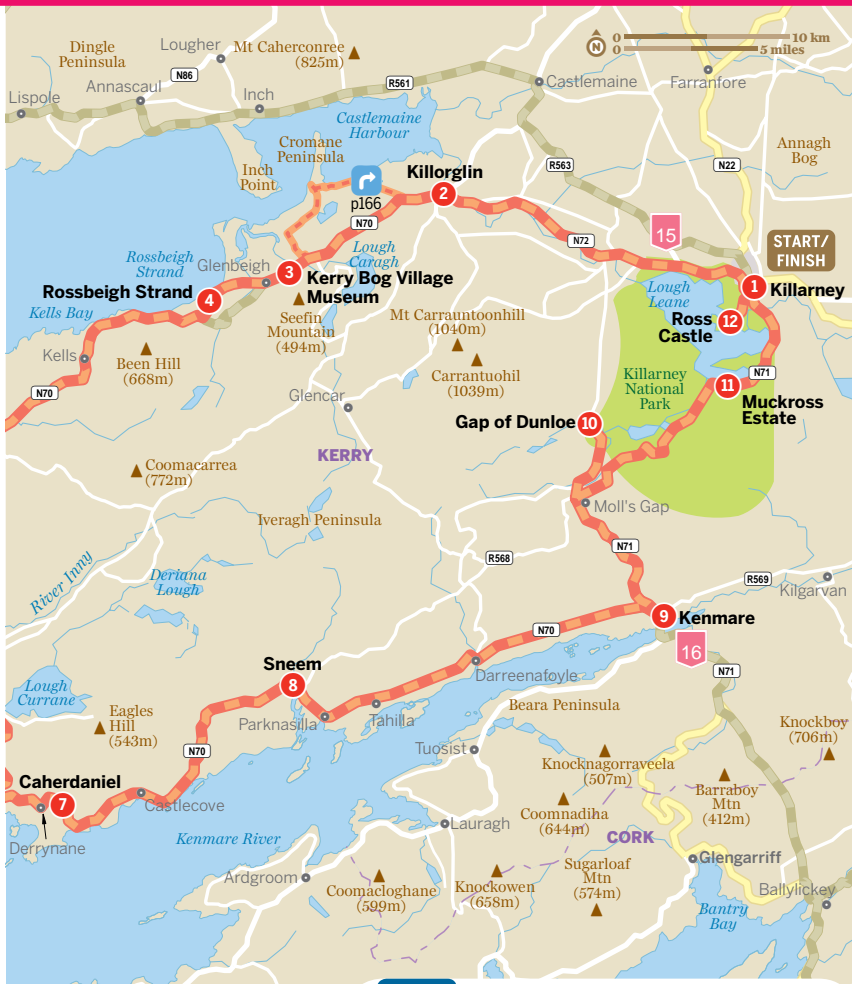 Dingle
Peninsula
Lougher
Mt Caherconree
(825m)
N
0 10 km
0 5 miles
N86
R561
Castlemaine
Farranfore
Lispole
Annascaul
Inch
Castlemaine
Harbour
Cromane
Peninsula
Inch
Point
p166
Killorglin
2
R563
N22
Annagh
Bog
N70
N72
15
START/
FINISH
Rossbeigh
Strand
Glenbeigh
3
Kerry Bog Village
Museum
Lough
Caragh
Lough
Leane
1
Killarney
Rossbeigh Strand
4
Kells Bay
Seefin
Mountain
(494m)
Mt Carrauntoonhill
(1040m)
Ross
Castle
12
Kells
Been Hill
(668m)
Carrantuohil
(1039m)
Killarney
National
Park
N71
11
Muckross
Estate
N70
Glencar
Gap of Dunloe
10
KERRY
Coomacarrea
(772m)
Moll's Gap
Iveragh Peninsula
N71
R568
River Inny
Deriana
Lough
R569
Kilgarvan
9
Kenmare
N70
16
Sneem
8
N71
Lough
Currane
Darreenafoyle
Eagles
Hill
(543m)
Parknasilla
Tahilla
Beara Peninsula
Knockboy
(706m)
N70
Tuosist
Knocknagorraveela
(507m)
Caherdaniel
7
Castlecove
Barraboy
Mtn
(412m)
Coomnadiha
(644m)
Derrynane
Kenmare River
Lauragh
CORK
Glengarriff
Sugarloaf
Mtn
(574m)
Ardgroom
Coomacloghane
(599m)
Knockowen
(658m)
Ballylickey
Bantry
Bay